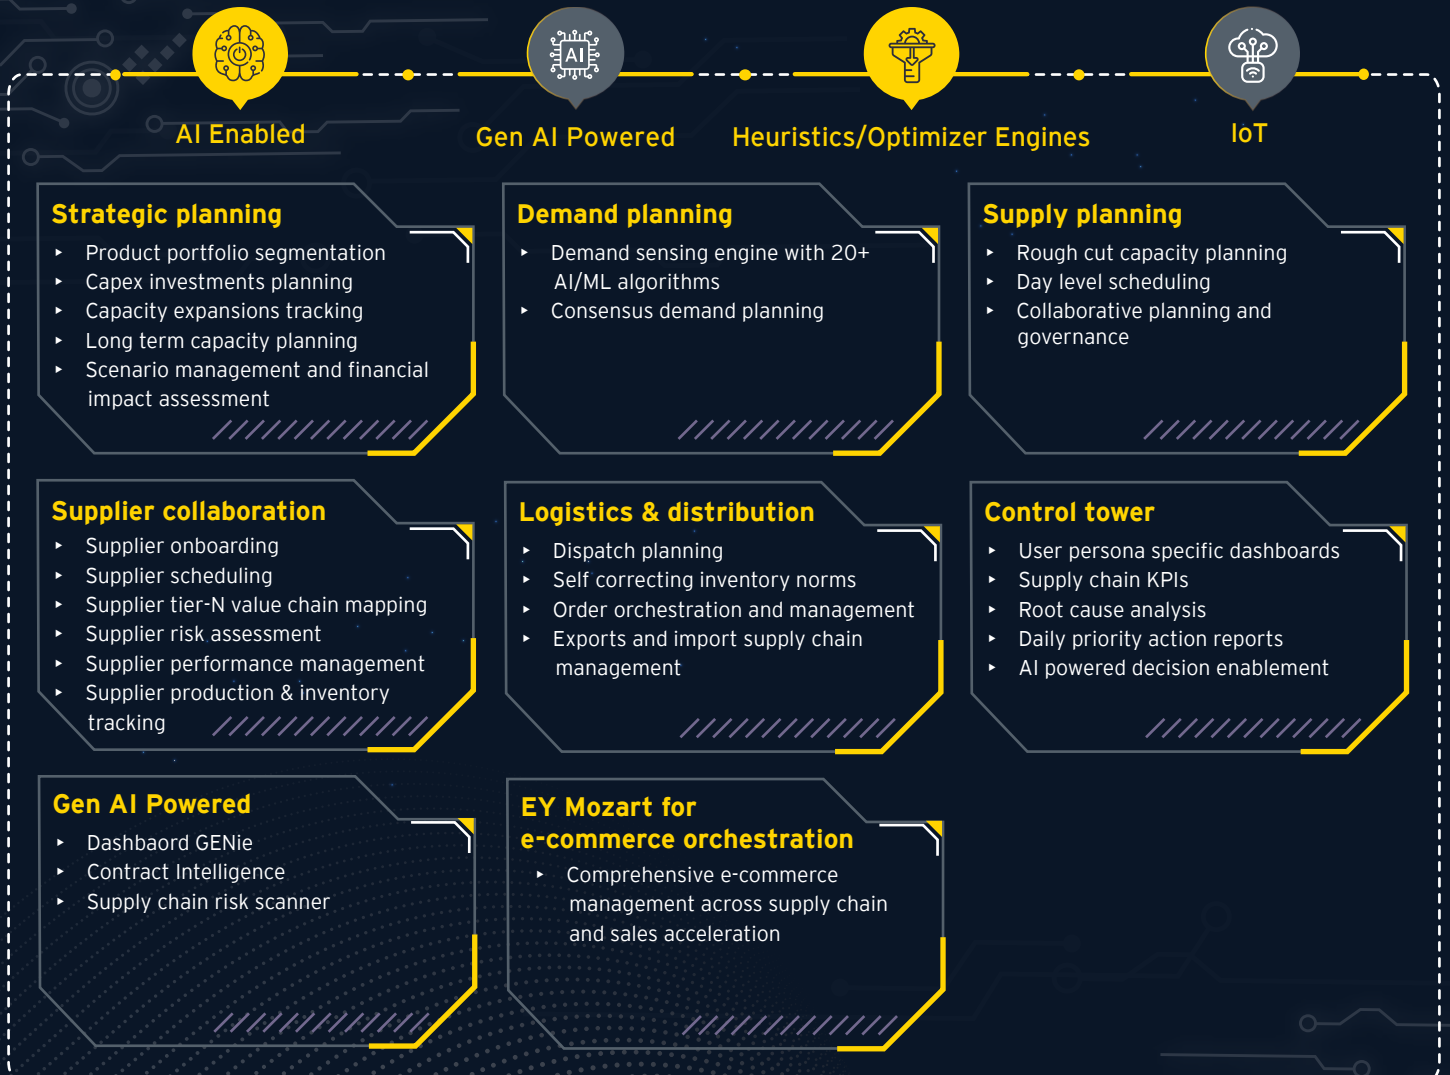 AI
AI Enabled
Gen AI Powered
Heuristics/Optimizer Engines
IoT
Strategic planning
‣ Product portfolio segmentation
‣ Capex investments planning
‣ Capacity expansions tracking
‣ Long term capacity planning
‣ Scenario management and financial
impact assessment
Demand planning
‣ Demand sensing engine with 20+
AI/ML algorithms
‣ Consensus demand planning
Supply planning
‣ Rough cut capacity planning
‣ Day level scheduling
‣ Collaborative planning and
governance
Supplier collaboration
‣ Supplier onboarding
‣ Supplier scheduling
‣ Supplier tier-N value chain mapping
‣ Supplier risk assessment
‣ Supplier performance management
‣ Supplier production & inventory
tracking
Logistics & distribution
‣ Dispatch planning
‣ Self correcting inventory norms
‣ Order orchestration and management
‣ Exports and import supply chain
management
Control tower
‣ User persona specific dashboards
‣ Supply chain KPIs
‣ Root cause analysis
‣ Daily priority action reports
‣ AI powered decision enablement
Gen AI Powered
‣ Dashbaord GENie
‣ Contract Intelligence
‣ Supply chain risk scanner
EY Mozart for
e-commerce orchestration
‣ Comprehensive e-commerce
management across supply chain
and sales acceleration